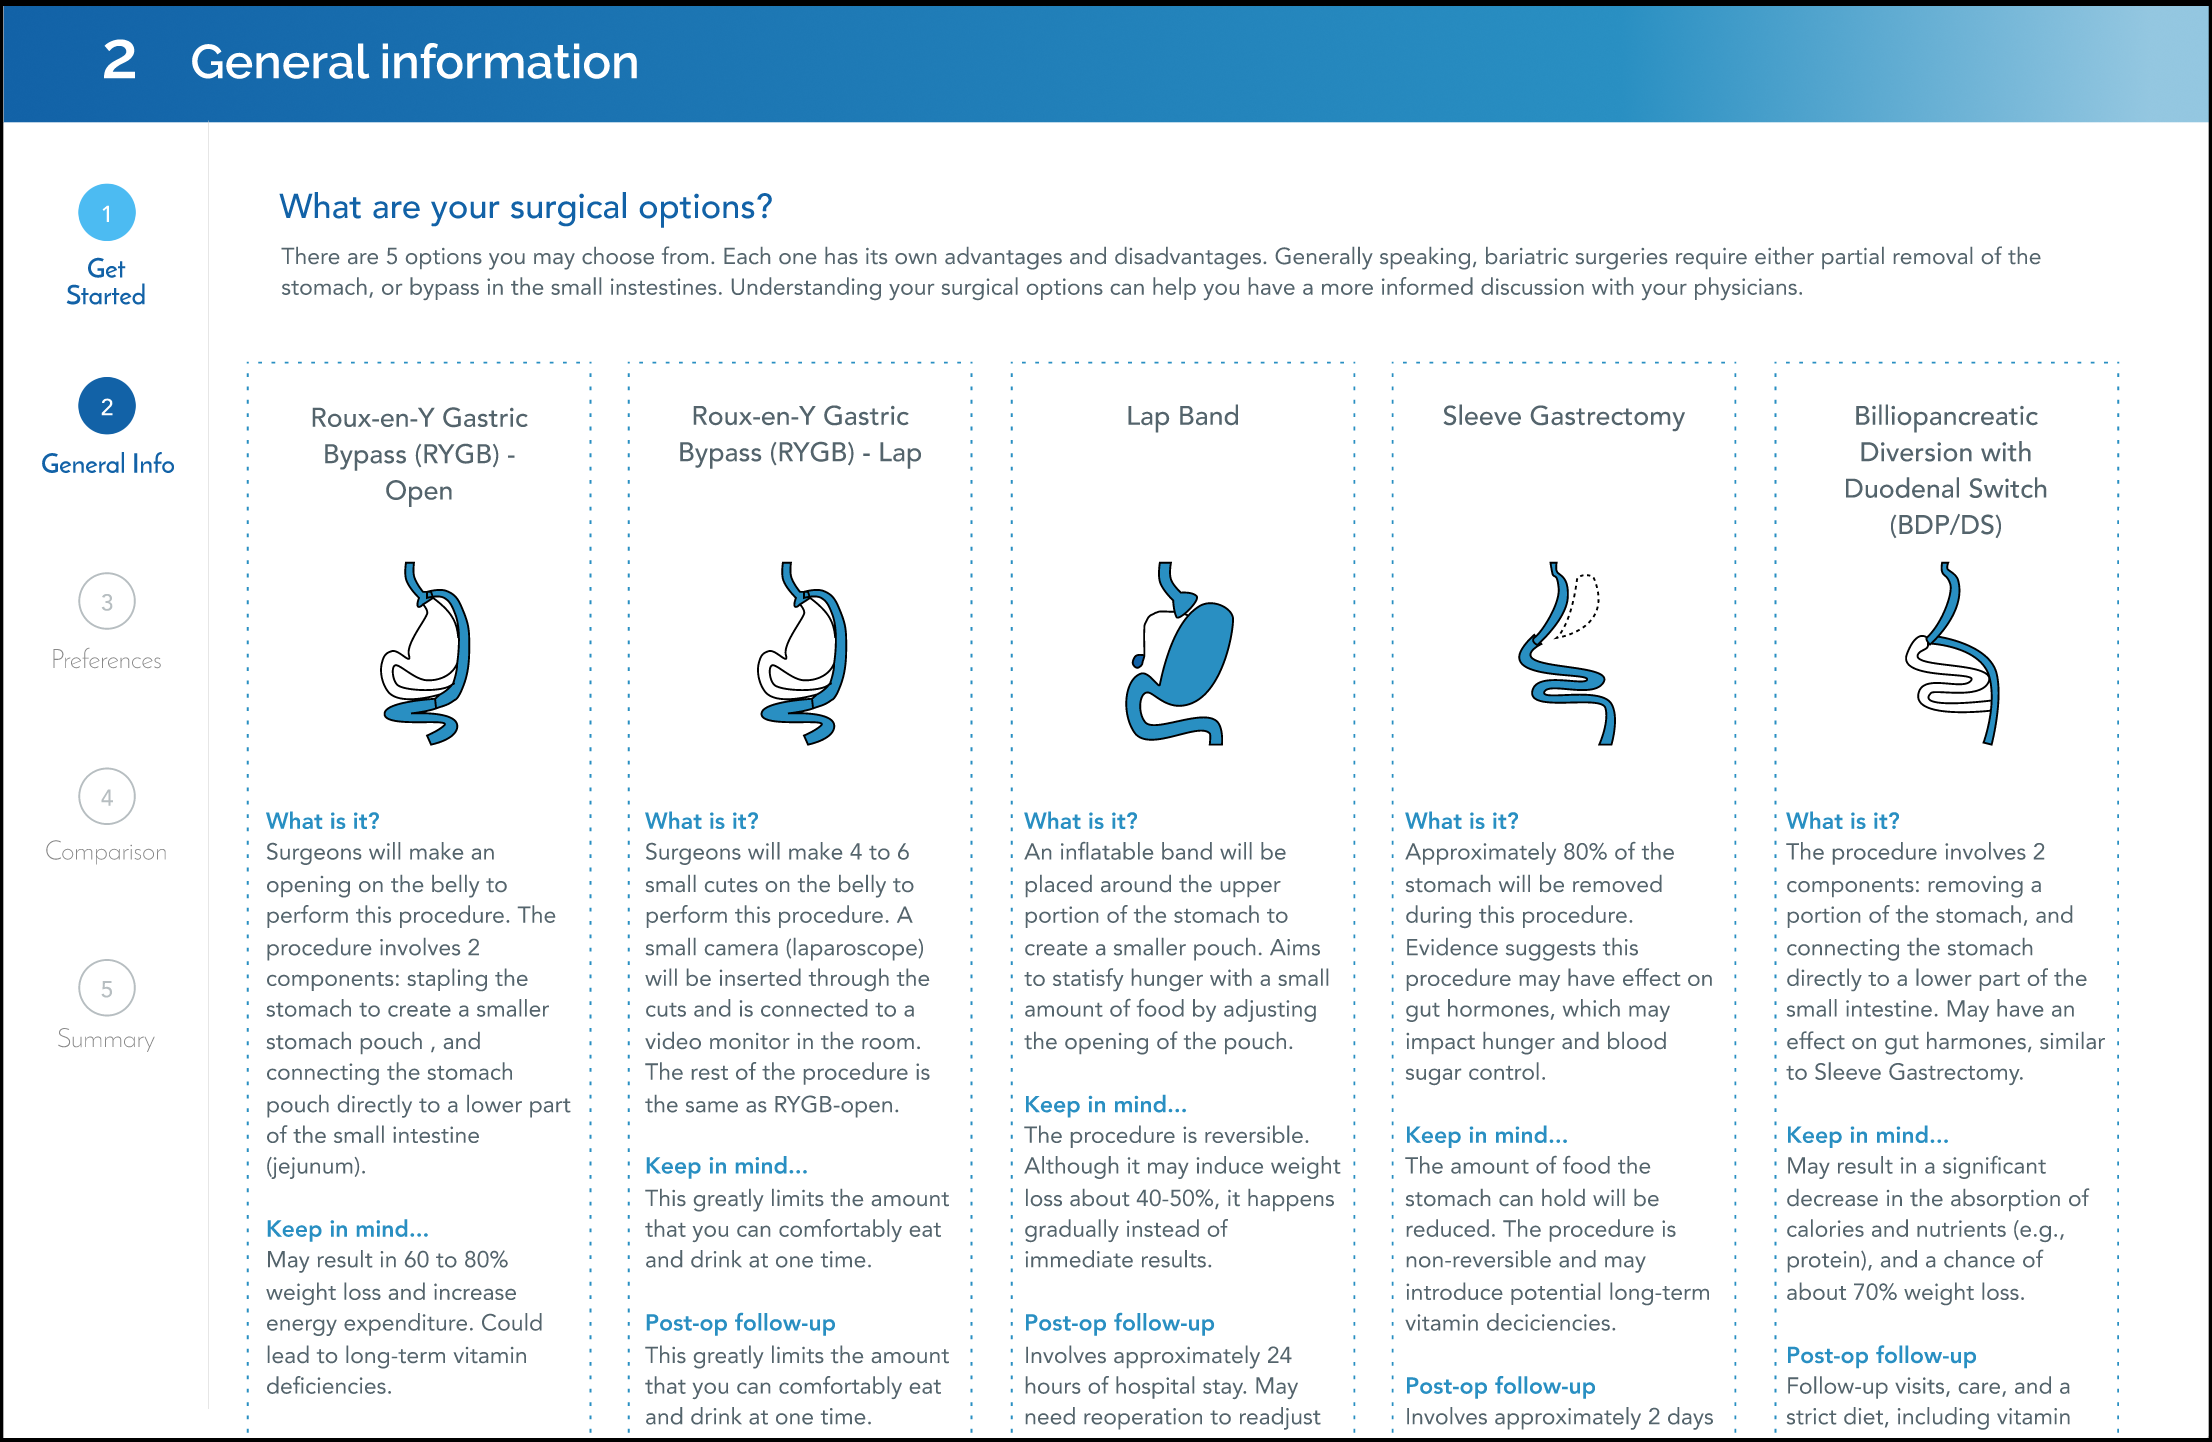 2 General information
1
Get
Started
2
General Info
3
Preferences
4
Comparison
5
Summary
What are your surgical options?
There are 5 options you may choose from. Each one has its own advantages and disadvantages. Generally speaking, bariatric surgeries require either partial removal of the
stomach, or bypass in the small instestines. Understanding your surgical options can help you have a more informed discussion with your physicians.
Roux-en-Y Gastric
Bypass (RYGB) -
Open
What is it?
Surgeons will make an
opening on the belly to
perform this procedure. The
procedure involves 2
components: stapling the
stomach to create a smaller
stomach pouch , and
connecting the stomach
pouch directly to a lower part
of the small intestine
(jejunum).
Keep in mind...
May result in 60 to 80%
weight loss and increase
energy expenditure. Could
lead to long-term vitamin
deficiencies.
Roux-en-Y Gastric
Bypass (RYGB) - Lap
What is it?
Surgeons will make 4 to 6
small cutes on the belly to
perform this procedure. A
small camera (laparoscope)
will be inserted through the
cuts and is connected to a
video monitor in the room.
The rest of the procedure is
the same as RYGB-open.
Keep in mind...
This greatly limits the amount
that you can comfortably eat
and drink at one time.
Post-op follow-up
This greatly limits the amount
that you can comfortably eat
and drink at one time.
Lap Band
What is it?
An inflatable band will be
placed around the upper
portion of the stomach to
create a smaller pouch. Aims
to statisfy hunger with a small
amount of food by adjusting
the opening of the pouch.
Keep in mind...
The procedure is reversible.
Although it may induce weight
loss about 40-50%, it happens
gradually instead of
immediate results.
Post-op follow-up
Involves approximately 24
hours of hospital stay. May
need reoperation to readjust
Sleeve Gastrectomy
What is it?
Approximately 80% of the
stomach will be removed
during this procedure.
Evidence suggests this
procedure may have effect on
gut hormones, which may
impact hunger and blood
sugar control.
Keep in mind...
The amount of food the
stomach can hold will be
reduced. The procedure is
non-reversible and may
introduce potential long-term
vitamin deciciencies.
Post-op follow-up
Involves approximately 2 days
Billiopancreatic
Diversion with
Duodenal Switch
(BDP/DS)
What is it?
The procedure involves 2
components: removing a
portion of the stomach, and
connecting the stomach
directly to a lower part of the
small intestine. May have an
effect on gut harmones, similar
to Sleeve Gastrectomy.
Keep in mind...
May result in a significant
decrease in the absorption of
calories and nutrients (e.g.,
protein), and a chance of
about 70% weight loss.
Post-op follow-up
Follow-up visits, care, and a
strict diet, including vitamin